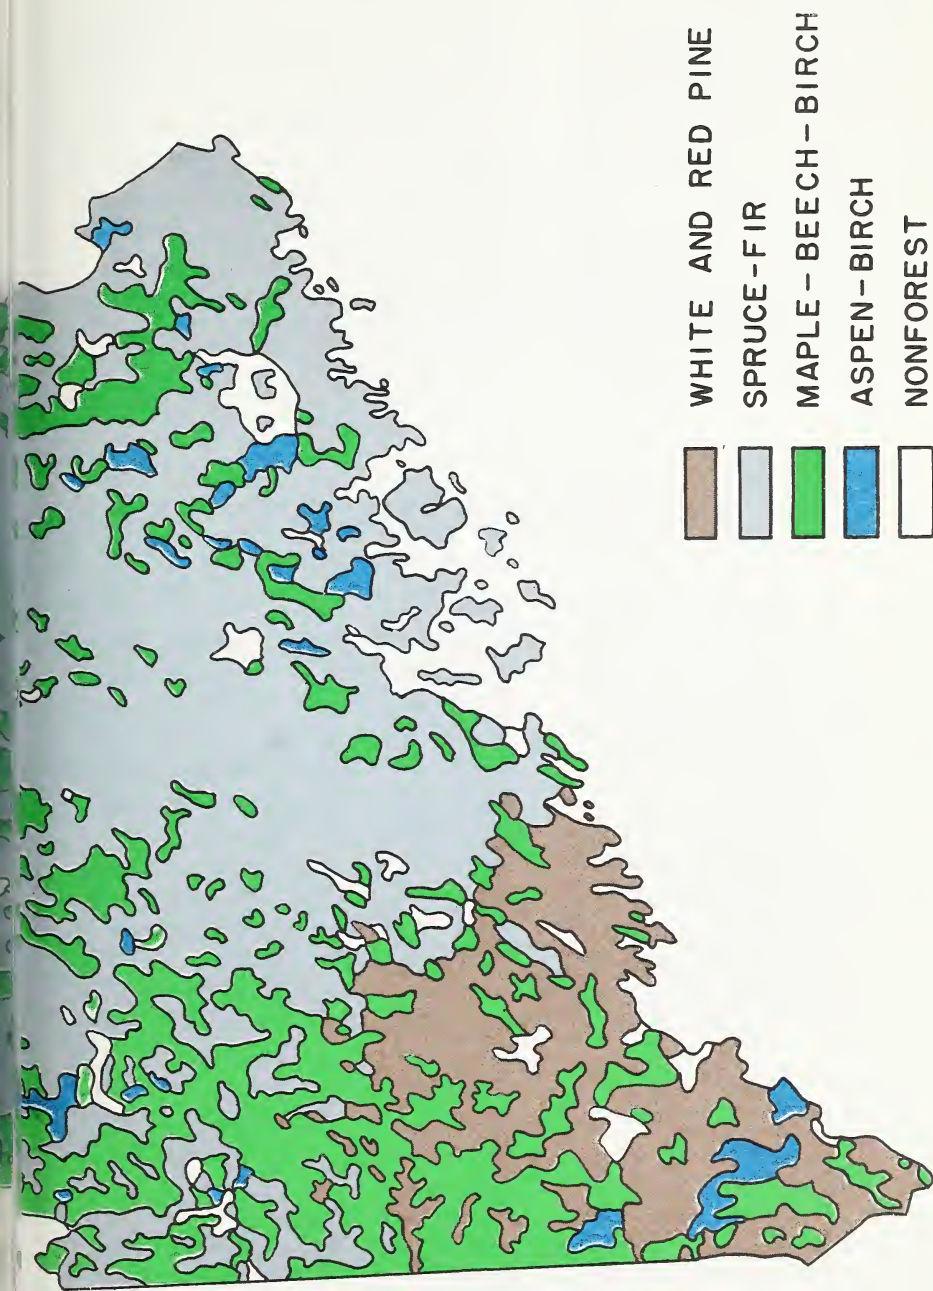 WHITE AND RED PINE
SPRUCE-FIR
MAPLE-BEECH-BIRCH
ASPEN-BIRCH
NONFOREST